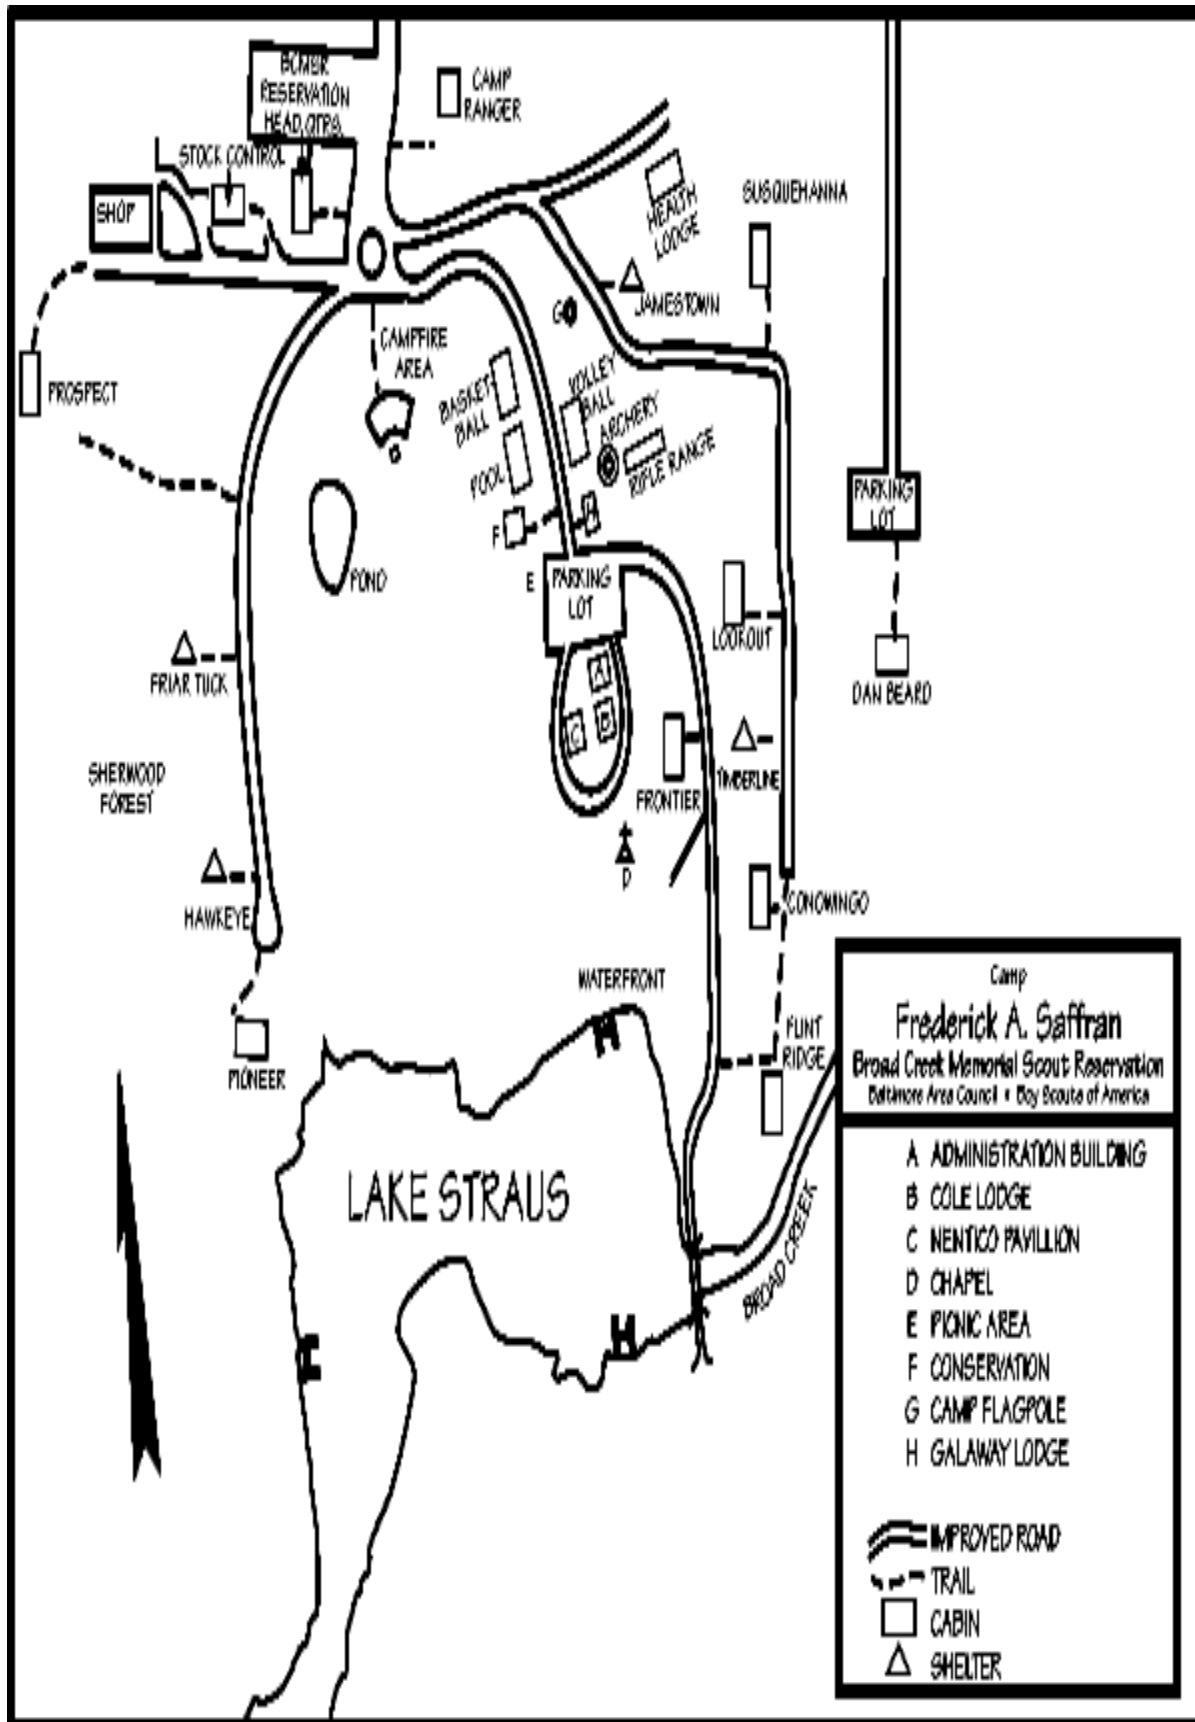 BCMSR
RESERVATION
HEAD QTRS.
CAMP
RANGER
STOCK CONTROL
SHOP
HEALTH
LODGE
SUSQUEHANNA
JAMESTOWN
G
CAMPFIRE
AREA
PROSPECT
BASKET-
BALL
VOLLEY
BALL
ARCHERY
RIFLE RANGE
POOL
PARKING
LOT
F
H
POND
E
PARKING
LOT
LOOKOUT
FRIAR TUCK
DAN BEARD
A
B
C
SHERWOOD
FOREST
TIMBERLINE
FRONTIER
D
HAWKEYE
CONOWINGO
WATERFRONT
FLINT
RIDGE
PIONEER
LAKE STRAUS
BROAD CREEK
Camp
Frederick A. Saffran
Broad Creek Memorial Scout Reservation
Baltimore Area Council • Boy Scouts of America
A ADMINISTRATION BUILDING
B COLE LODGE
C NENTICO PAVILLION
D CHAPEL
E PICNIC AREA
F CONSERVATION
G CAMP FLAGPOLE
H GALAWAY LODGE
IMPROVED ROAD
TRAIL
CABIN
SHELTER